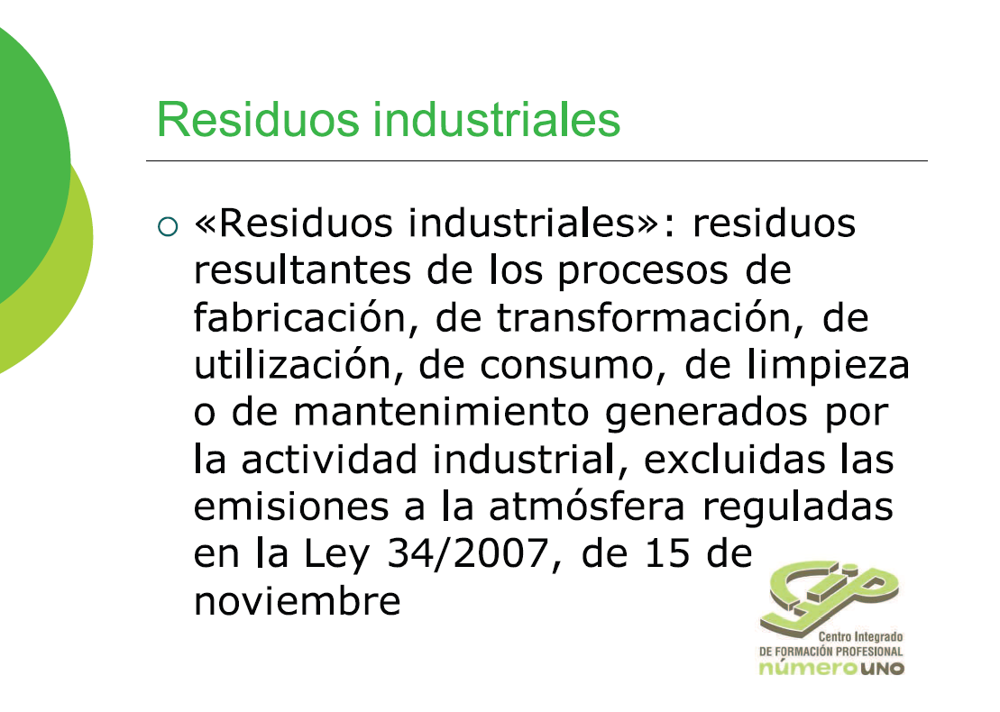 Residuos industriales
«Residuos industriales»: residuos
resultantes de los procesos de
fabricación, de transformación, de
utilización, de consumo, de limpieza
o de mantenimiento generados por
la actividad industrial, excluidas las
emisiones a la atmósfera reguladas
en la Ley 34/2007, de 15 de
noviembre
CIFP
Centro Integrado
DE FORMACIÓN PROFESIONAL
númerouno